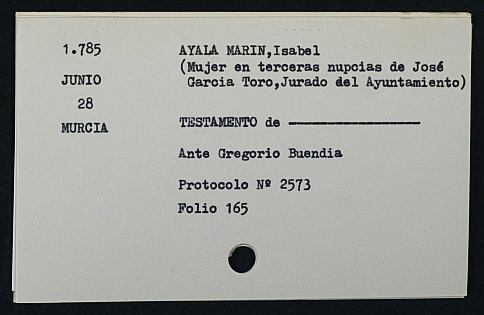 1.785
JUNIO
28
MURCIA
AYALA MARIN,Isabel
(Mujer en terceras nupcias de José
Garcia Toro,Jurado del Ayuntamiento)
TESTAMENTO de ------------------
Ante Gregorio Buendia
Protocolo Nº 2573
Folio 165